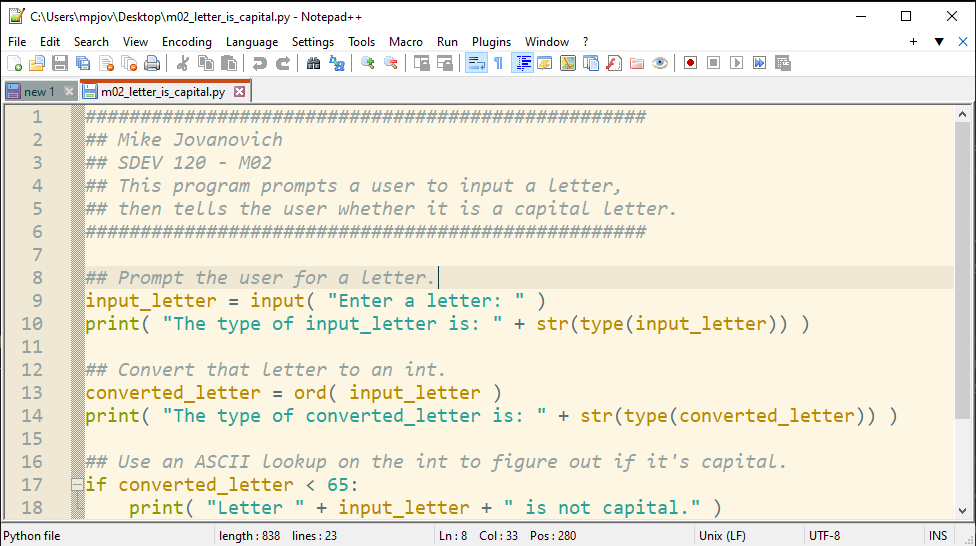 C:\Users\mpjov\Desktop\m02_letter_is_capital.py - Notepad++
File Edit Search View Encoding Language Settings Tools Macro Run Plugins Window ?
new 1 m02_letter_is_capital.py
1 ###################################################
2 ## Mike Jovanovich
3 ## SDEV 120 - M02
4 ## This program prompts a user to input a letter,
5 ## then tells the user whether it is a capital letter.
6 ###################################################
7
8 ## Prompt the user for a letter.
9 input_letter = input( "Enter a letter: " )
10 print( "The type of input_letter is: " + str(type(input_letter)) )
11
12 ## Convert that letter to an int.
13 converted_letter = ord( input_letter )
14 print( "The type of converted_letter is: " + str(type(converted_letter)) )
15
16 ## Use an ASCII lookup on the int to figure out if it's capital.
17 if converted_letter < 65:
18     print( "Letter " + input_letter + " is not capital." )
Python file length : 838 lines : 23 Ln : 8 Col : 33 Pos : 280 Unix (LF) UTF-8 INS